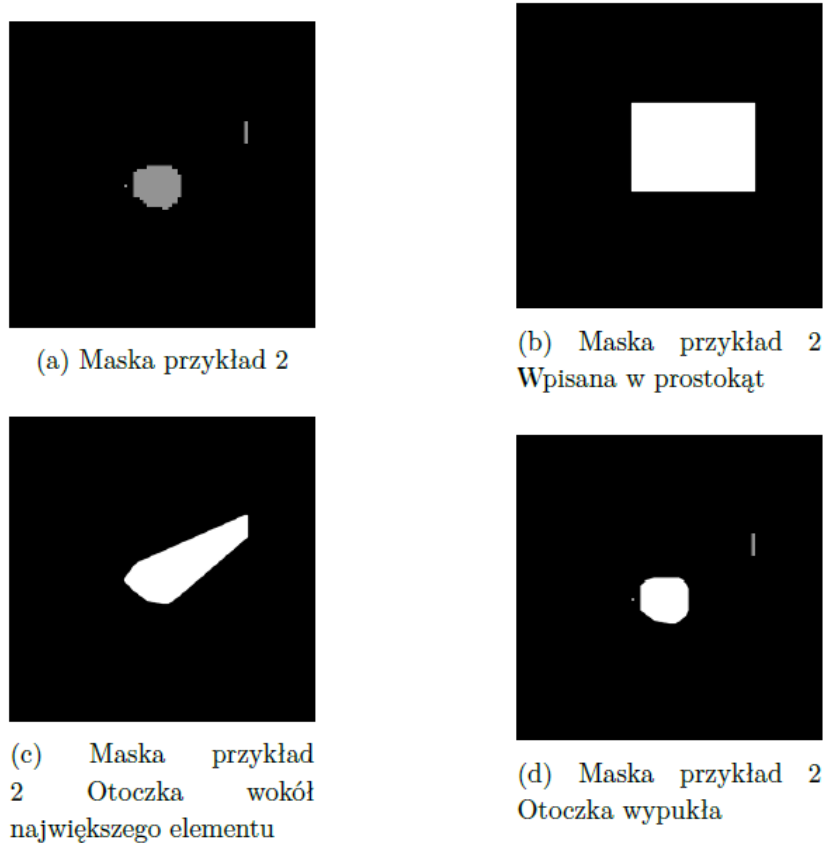 (a) Maska przykład 2
(b) Maska przykład 2
Wpisana w prostokąt
(c) Maska przykład
2 Otoczka wokół
największego elementu
(d) Maska przykład 2
Otoczka wypukła